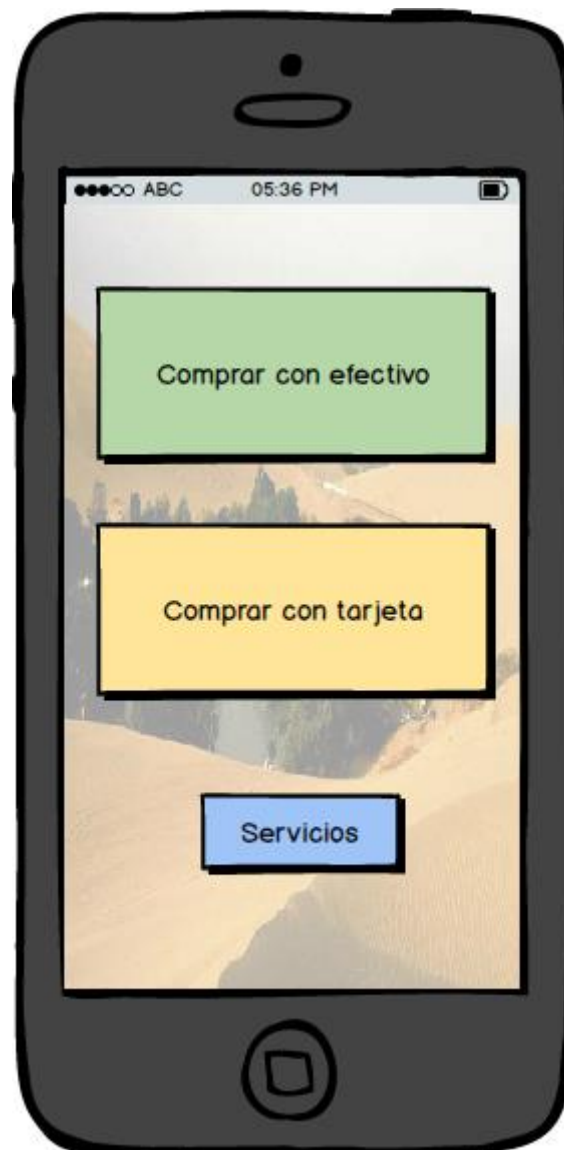 ABC 05:36 PM
Comprar con efectivo
Comprar con tarjeta
Servicios